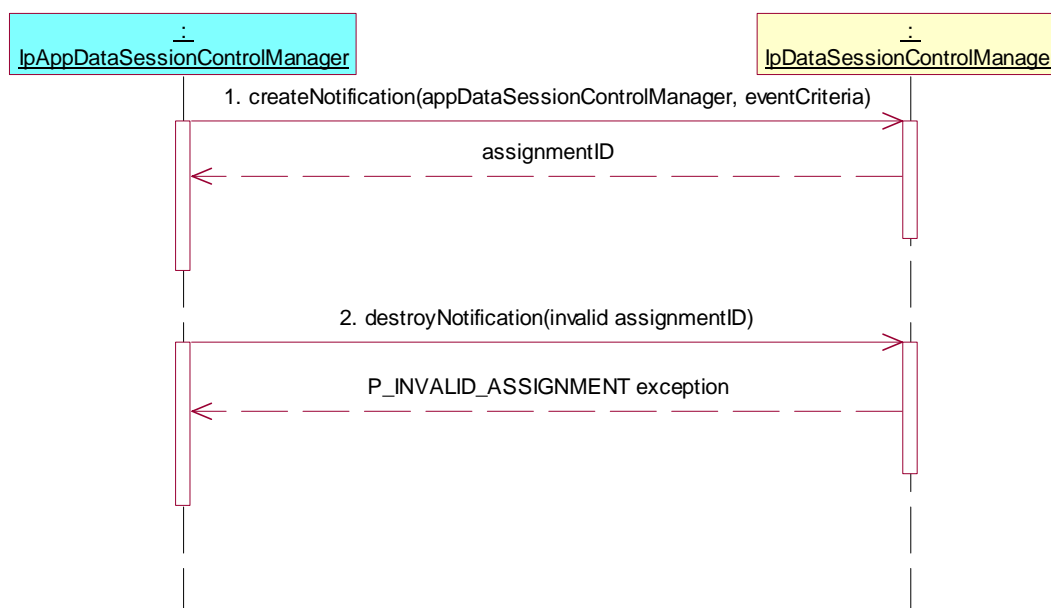 :
IpAppDataSessionControlManager
:
IpDataSessionControlManage
1. createNotification(appDataSessionControlManager, eventCriteria)
assignmentID
2. destroyNotification(invalid assignmentID)
P_INVALID_ASSIGNMENT exception